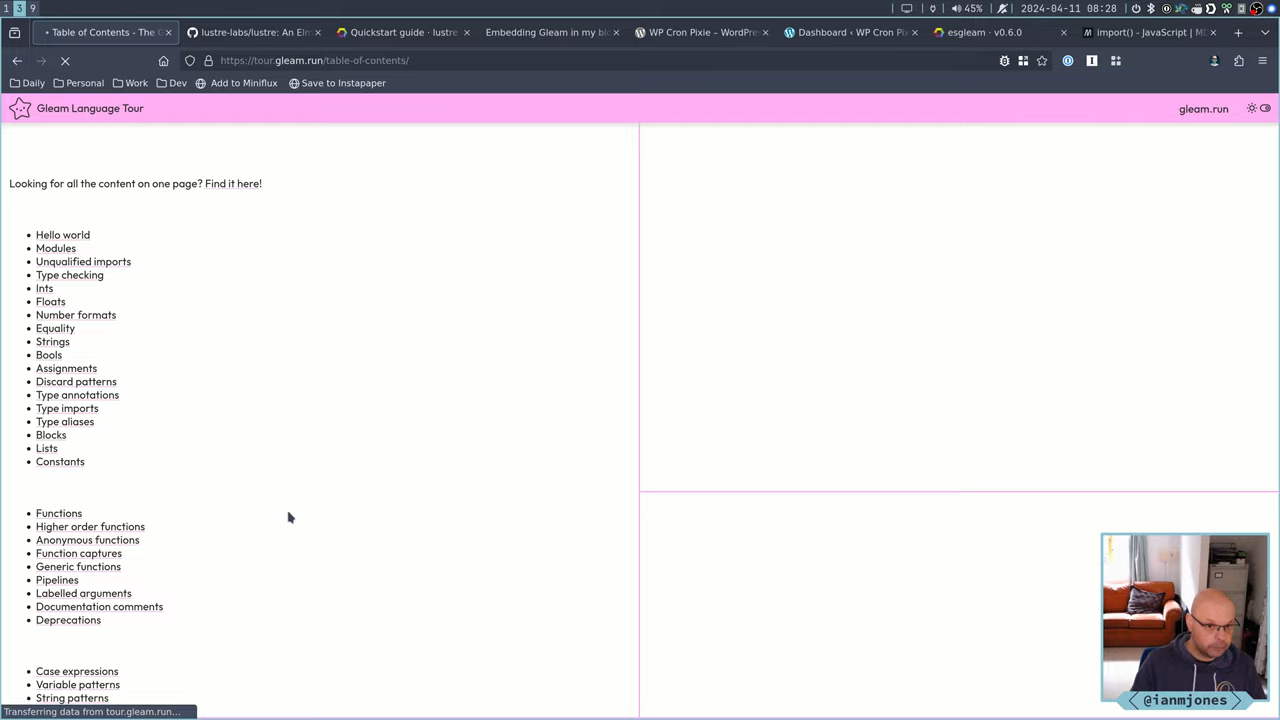 1 3 9
45%
2024-04-11 08:28
Table of Contents - The G
lustre-labs/lustre: An Elm
Quickstart guide · lustre
Embedding Gleam in my blo
WP Cron Pixie – WordPre
Dashboard ‹ WP Cron Pixie
esgleam · v0.6.0
import() - JavaScript | MD
https://tour.gleam.run/table-of-contents/
Daily
Personal
Work
Dev
Add to Miniflux
Save to Instapaper
Gleam Language Tour
gleam.run
Looking for all the content on one page? Find it here!
• Hello world
• Modules
• Unqualified imports
• Type checking
• Ints
• Floats
• Number formats
• Equality
• Strings
• Bools
• Assignments
• Discard patterns
• Type annotations
• Type imports
• Type aliases
• Blocks
• Lists
• Constants
• Functions
• Higher order functions
• Anonymous functions
• Function captures
• Generic functions
• Pipelines
• Labelled arguments
• Documentation comments
• Deprecations
• Case expressions
• Variable patterns
• String patterns
Transferring data from tour.gleam.run…
@ianmjones